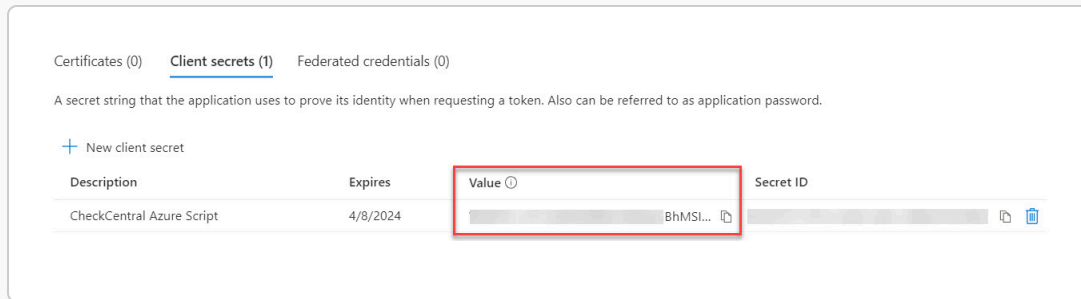 Certificates (0) Client secrets (1) Federated credentials (0)
A secret string that the application uses to prove its identity when requesting a token. Also can be referred to as application password.
New client secret
Description Expires Value Secret ID
CheckCentral Azure Script 4/8/2024 BhMSI...